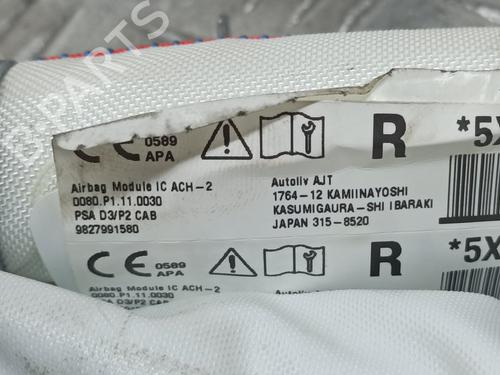 CE 0589 APA R *5X
Airbag Module IC ACH-2
0080.P1.11.0030
PSA D3/P2 CAB
9827991580
Autoliv AJT
1764-12 KAMIINAYOSHI
KASUMIGAURA-SHI IBARAKI
JAPAN 315-8520
CE 0589 APA R *5X
Airbag Module IC ACH-2
0080.P1.11.0030
PSA D3/P2 CAB
Autoliv AJT